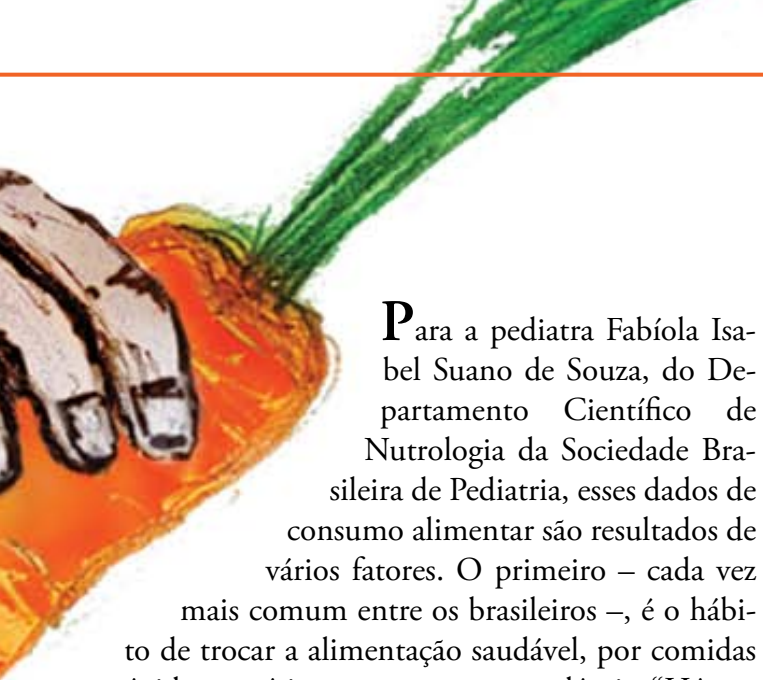 Para a pediatra Fabíola Isa-
bel Suano de Souza, do De-
partamento Científico de
Nutrologia da Sociedade Bra-
sileira de Pediatria, esses dados de
consumo alimentar são resultados de
vários fatores. O primeiro – cada vez
mais comum entre os brasileiros –, é o hábi-
to de trocar a alimentação saudável, por comidas